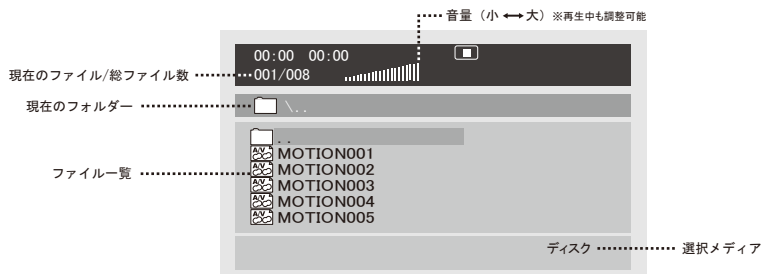 音量（小 ⟷ 大）※再生中も調整可能
00:00 00:00
現在のファイル/総ファイル数
001/008
現在のフォルダー
\..
..
MOTION001
ファイル一覧
MOTION002
MOTION003
MOTION004
MOTION005
ディスク
選択メディア